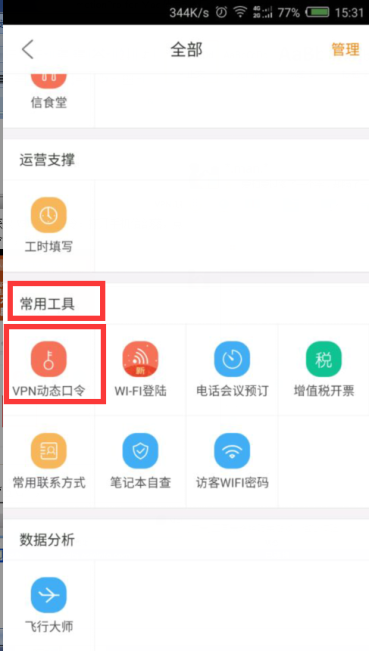 344K/s 4G 2G 77% 15:31
全部 管理
信食堂
运营支撑
工时填写
常用工具
税
新
VPN动态口令 WI-FI登陆 电话会议预订 增值税开票
常用联系方式 笔记本自查 访客WIFI密码
数据分析
飞行大师